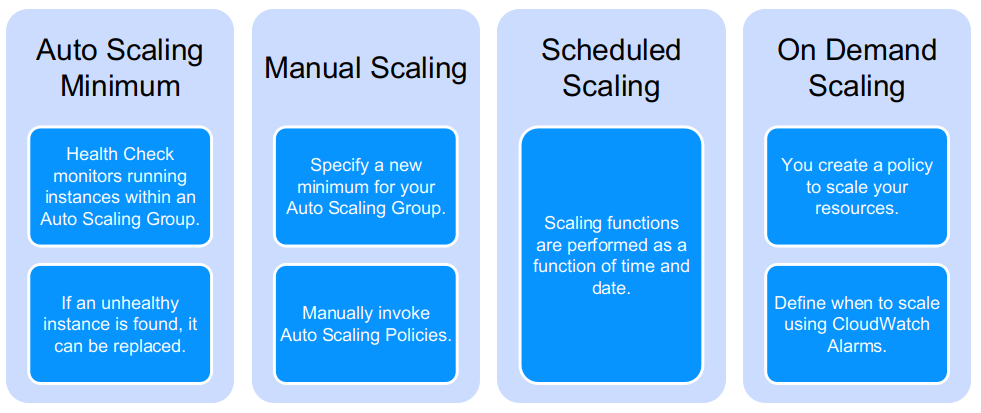 Auto Scaling
Minimum
Health Check
monitors running
instances within an
Auto Scaling Group.
If an unhealthy
instance is found, it
can be replaced.
Manual Scaling
Specify a new
minimum for your
Auto Scaling Group.
Manually invoke
Auto Scaling Policies.
Scheduled
Scaling
Scaling functions
are performed as a
function of time and
date.
On Demand
Scaling
You create a policy
to scale your
resources.
Define when to scale
using CloudWatch
Alarms.